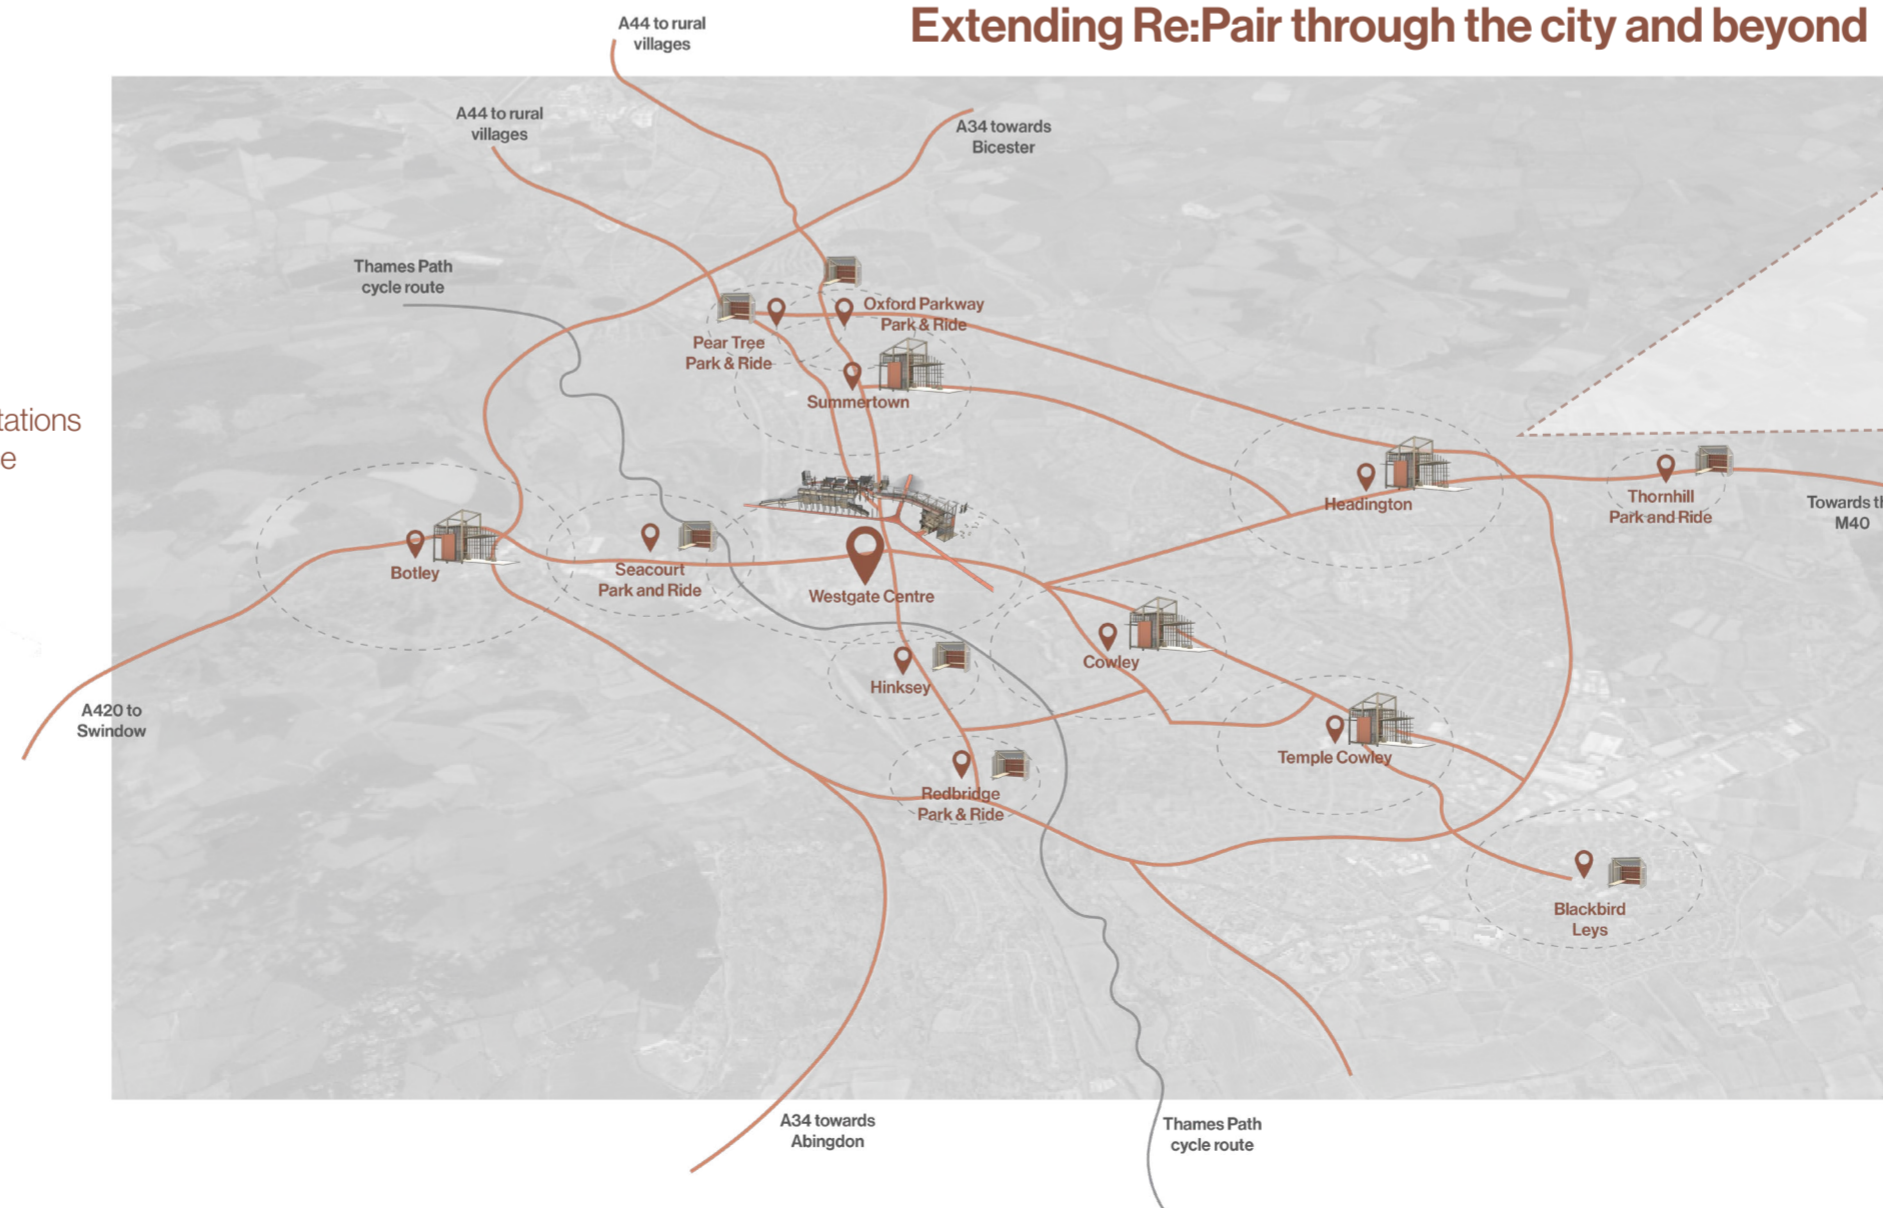 Extending Re:Pair through the city and beyond
A44 to rural
villages
A44 to rural
villages
A34 towards
Bicester
Thames Path
cycle route
Oxford Parkway
Park & Ride
Pear Tree
Park & Ride
Summertown
tations
e
Headington
Thornhill
Park and Ride
Towards th
M40
Botley
Seacourt
Park and Ride
Westgate Centre
Cowley
Hinksey
A420 to
Swindow
Temple Cowley
Redbridge
Park & Ride
Blackbird
Leys
A34 towards
Abingdon
Thames Path
cycle route